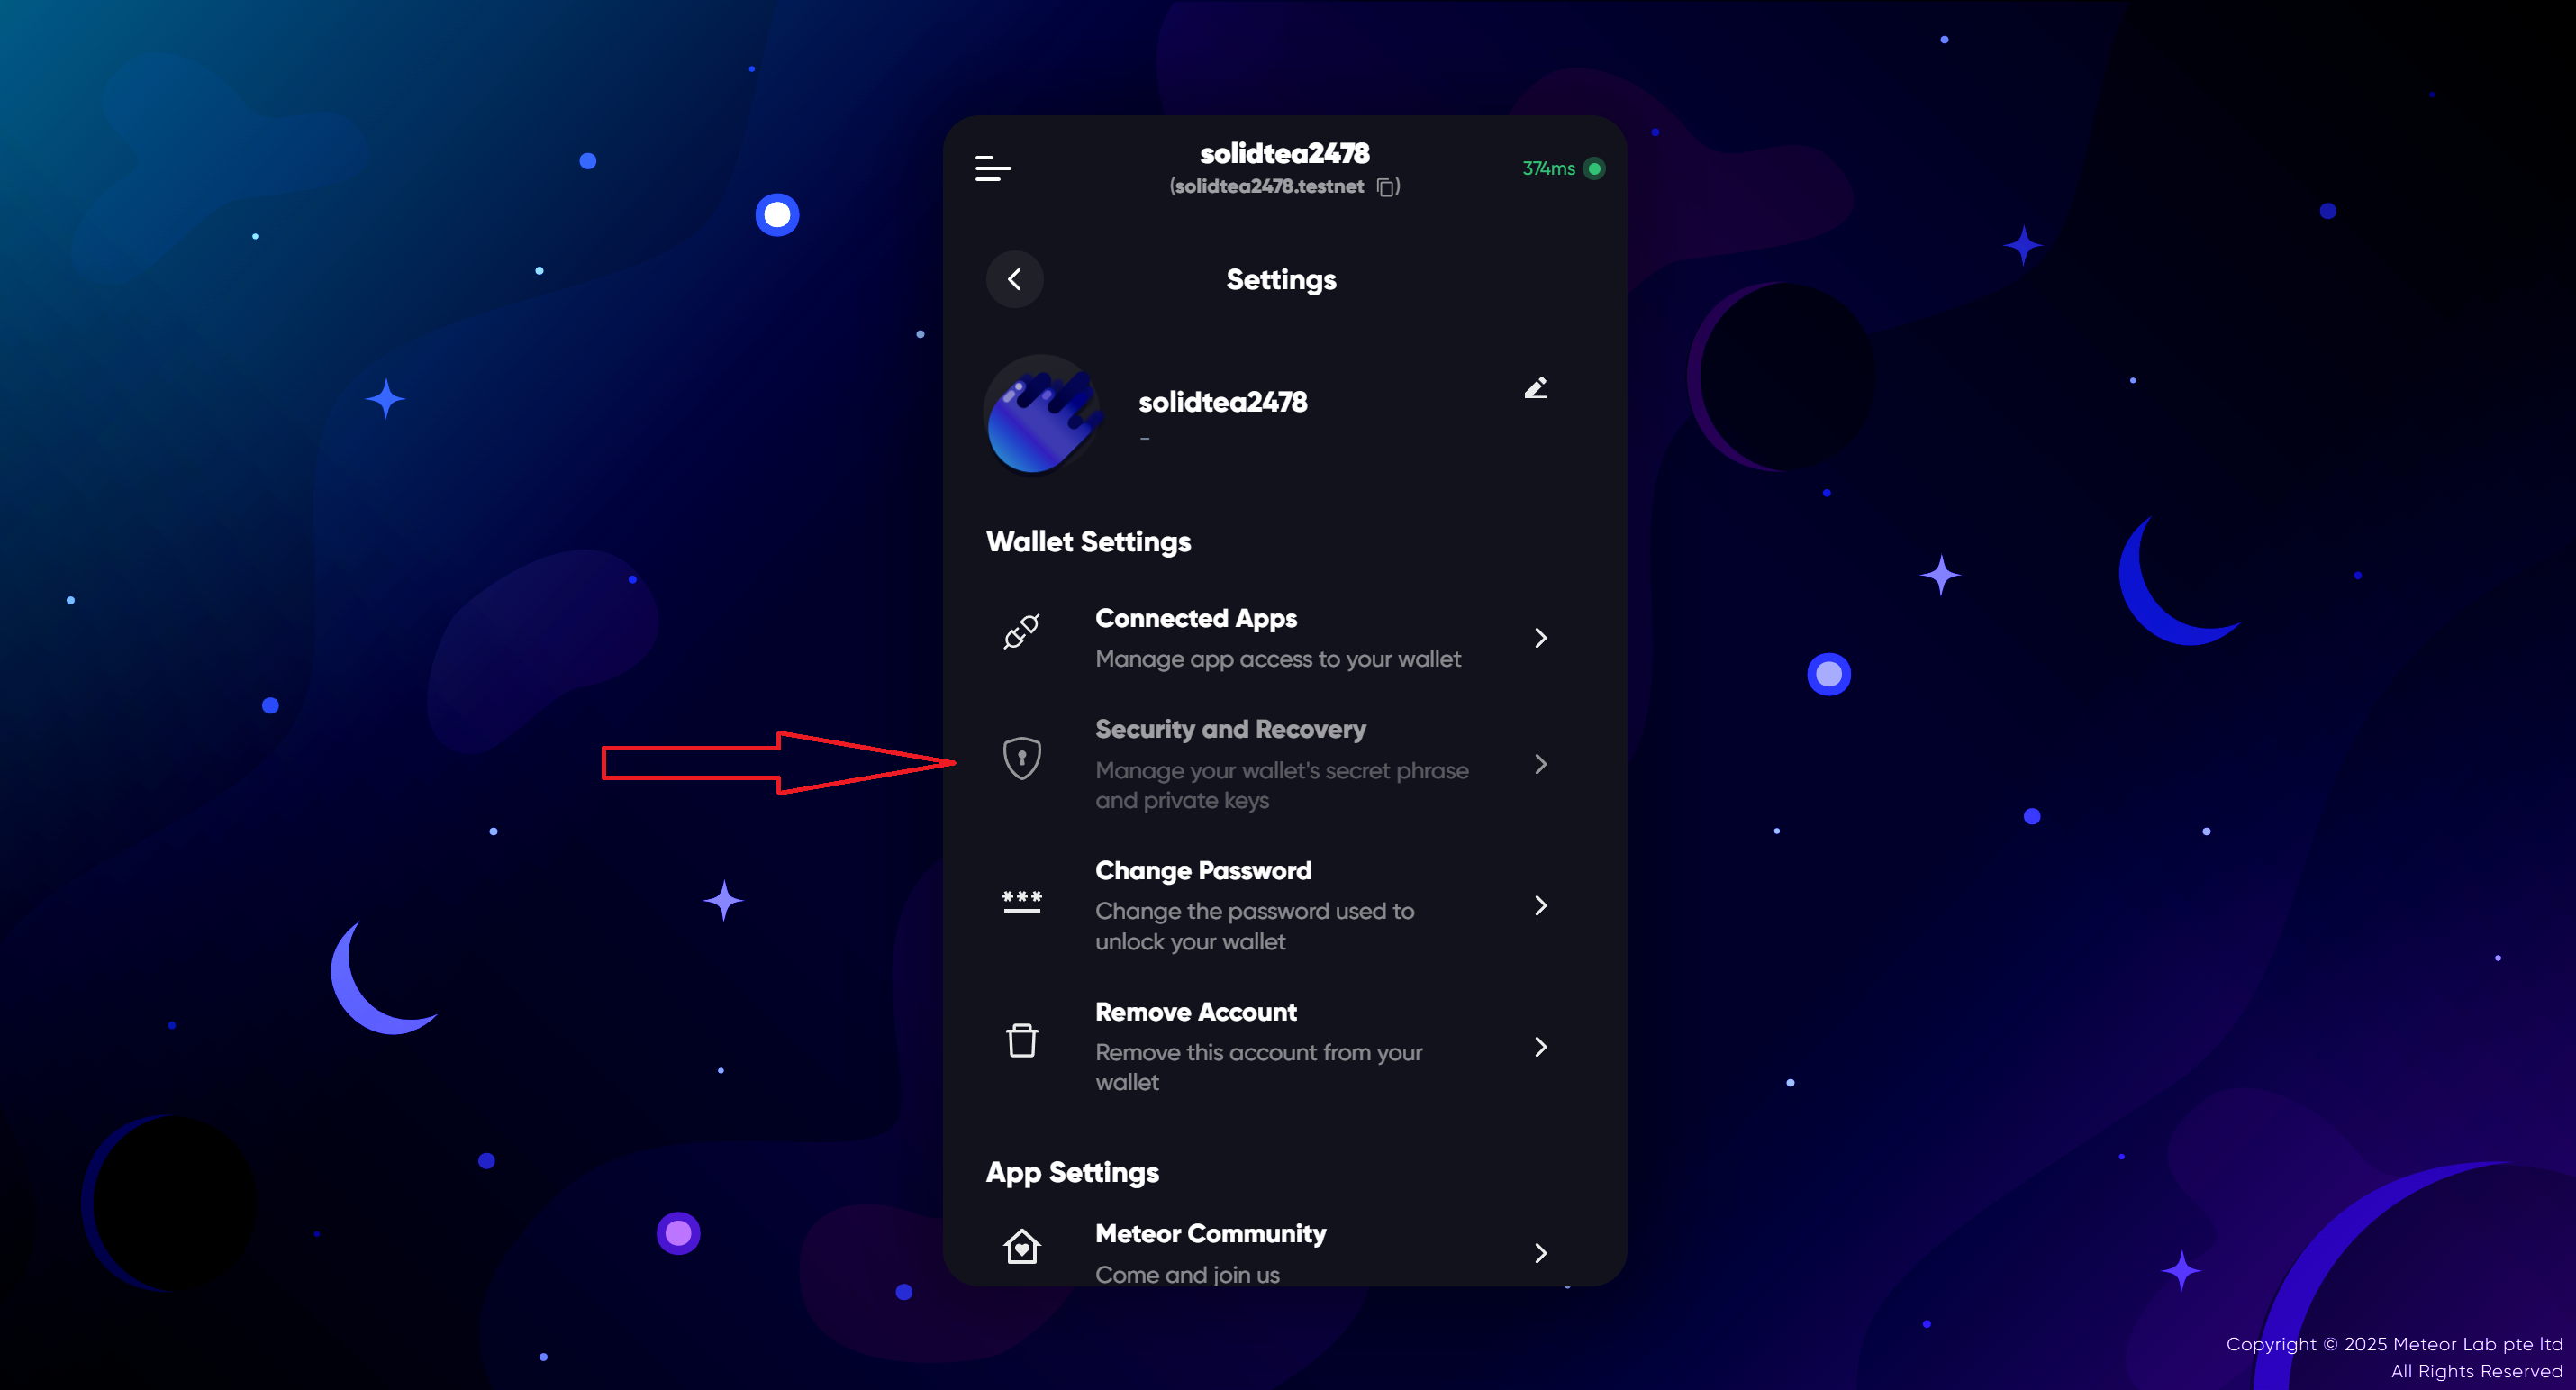 solidtea2478
(solidtea2478.testnet )
374ms
Settings
solidtea2478
–
Wallet Settings
Connected Apps
Manage app access to your wallet
Security and Recovery
Manage your wallet's secret phrase
and private keys
***
Change Password
Change the password used to
unlock your wallet
Remove Account
Remove this account from your
wallet
App Settings
Meteor Community
Come and join us
Copyright © 2025 Meteor Lab pte ltd
All Rights Reserved